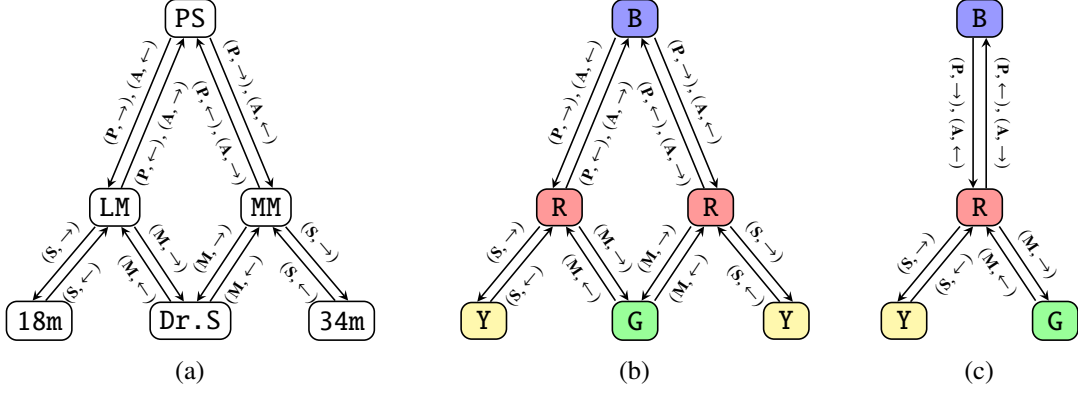 PS
(P, →), (A, ←)
(P, ←), (A, →)
(P, ←), (A, →)
(P, →), (A, ←)
LM
MM
(S, →)
(S, ←)
(M, →)
(M, ←)
(M, →)
(M, ←)
(S, →)
(S, ←)
18m
Dr.S
34m
(a)
B
(P, →), (A, ←)
(P, ←), (A, →)
(P, ←), (A, →)
(P, →), (A, ←)
R
R
(S, →)
(S, ←)
(M, →)
(M, ←)
(M, →)
(M, ←)
(S, →)
(S, ←)
Y
G
Y
(b)
B
(P, →), (A, ←)
(P, ←), (A, →)
R
(S, →)
(S, ←)
(M, →)
(M, ←)
Y
G
(c)